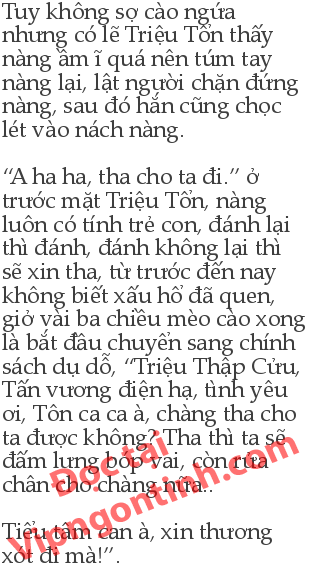 Tuy không sợ cào ngứa
nhưng có lẽ Triệu Tổn thấy
nàng ầm ĩ quá nên túm tay
nàng lại, lật người chặn đứng
nàng, sau đó hắn cũng chọc
lét vào nách nàng.
“A ha ha, tha cho ta đi.” ở
trước mặt Triệu Tổn, nàng
luôn có tính trẻ con, đánh lại
thì đánh, đánh không lại thì
sẽ xin tha, từ trước đến nay
không biết xấu hổ đã quen,
giở vài ba chiều mèo cào xong
là bắt đầu chuyển sang chính
sách dụ dỗ, “Triệu Thập Cửu,
Tấn vương điện hạ, tình yêu
ơi, Tôn ca ca à, chàng tha cho
ta được không? Tha thì ta sẽ
đấm lưng bóp vải, còn rửa
chân cho chàng nữa..
Tiểu tâm can à, xin thương
xót đi mà!”.
Đọc tại
Vipngontinh.com